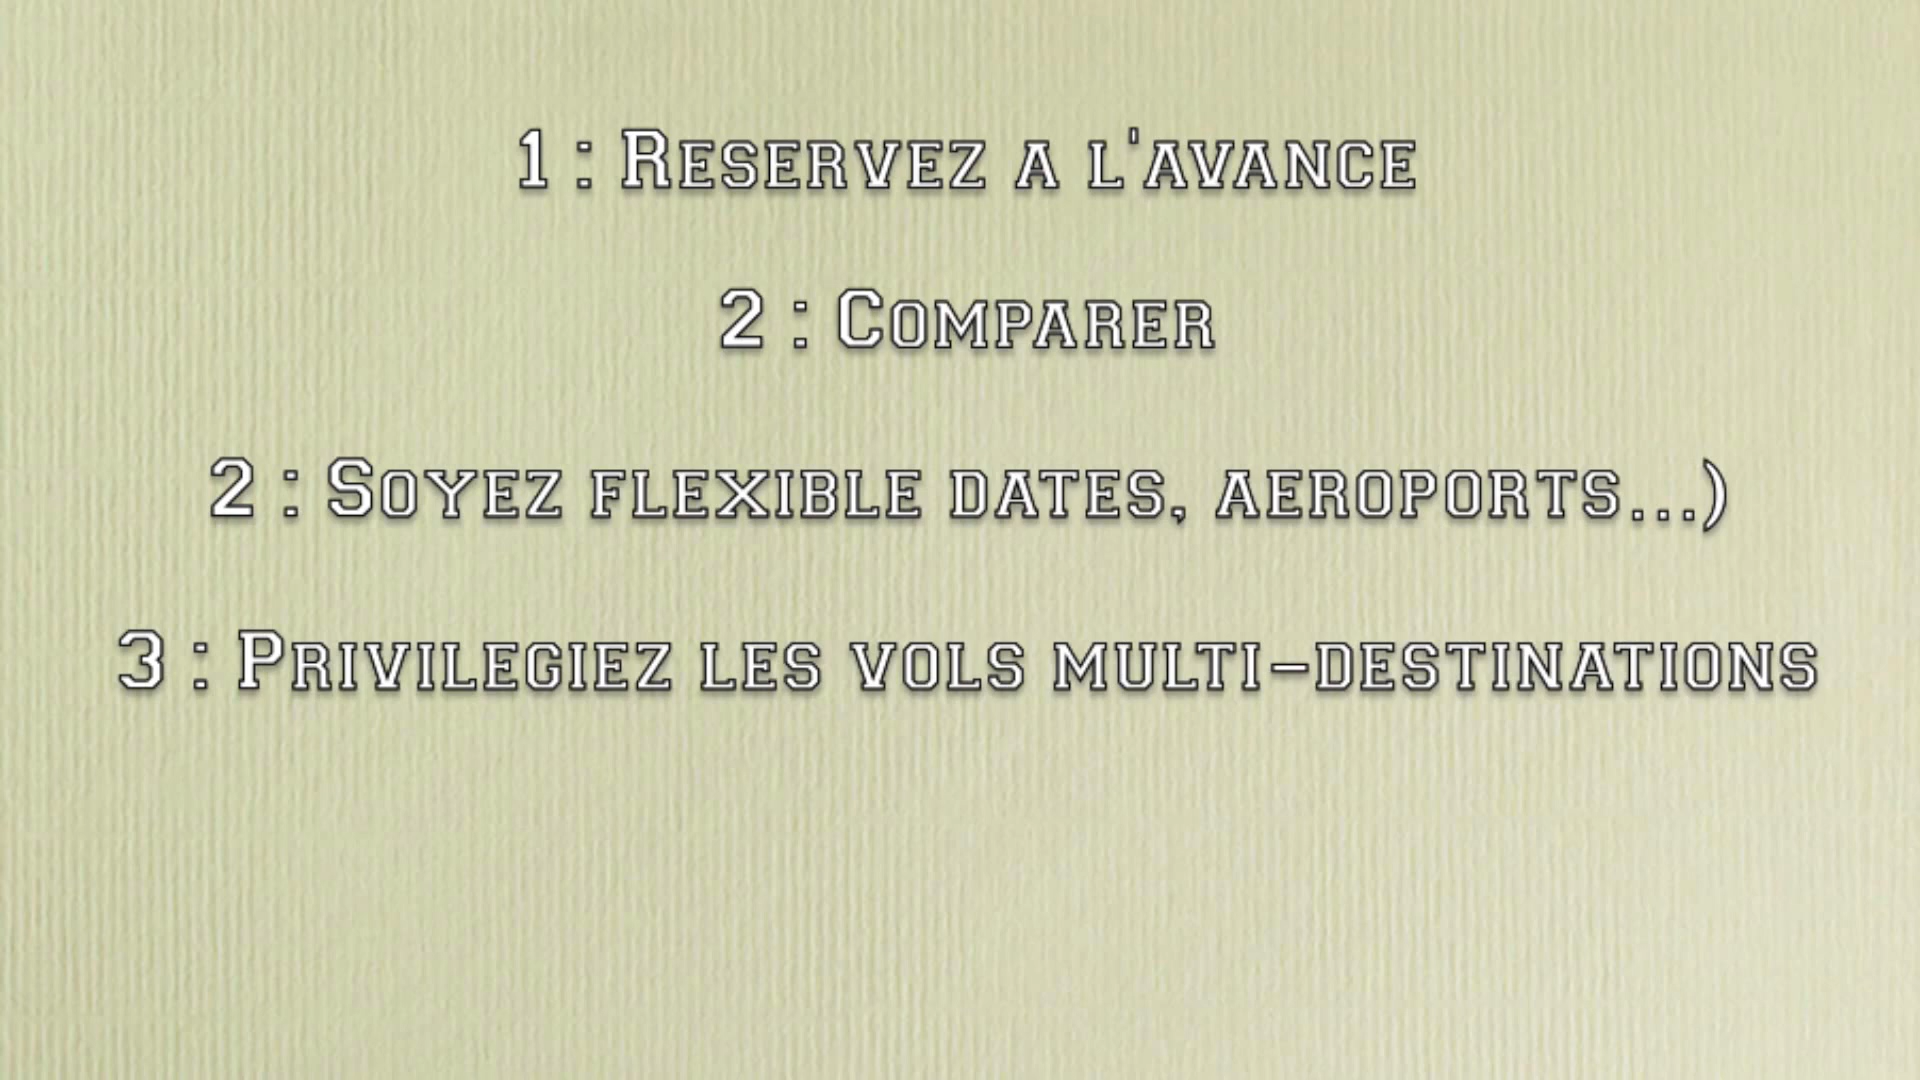 1 : Reservez a l'avance
2 : Comparer
2 : Soyez flexible dates, aeroports...)
3 : Privilegiez les vols multi-destinations